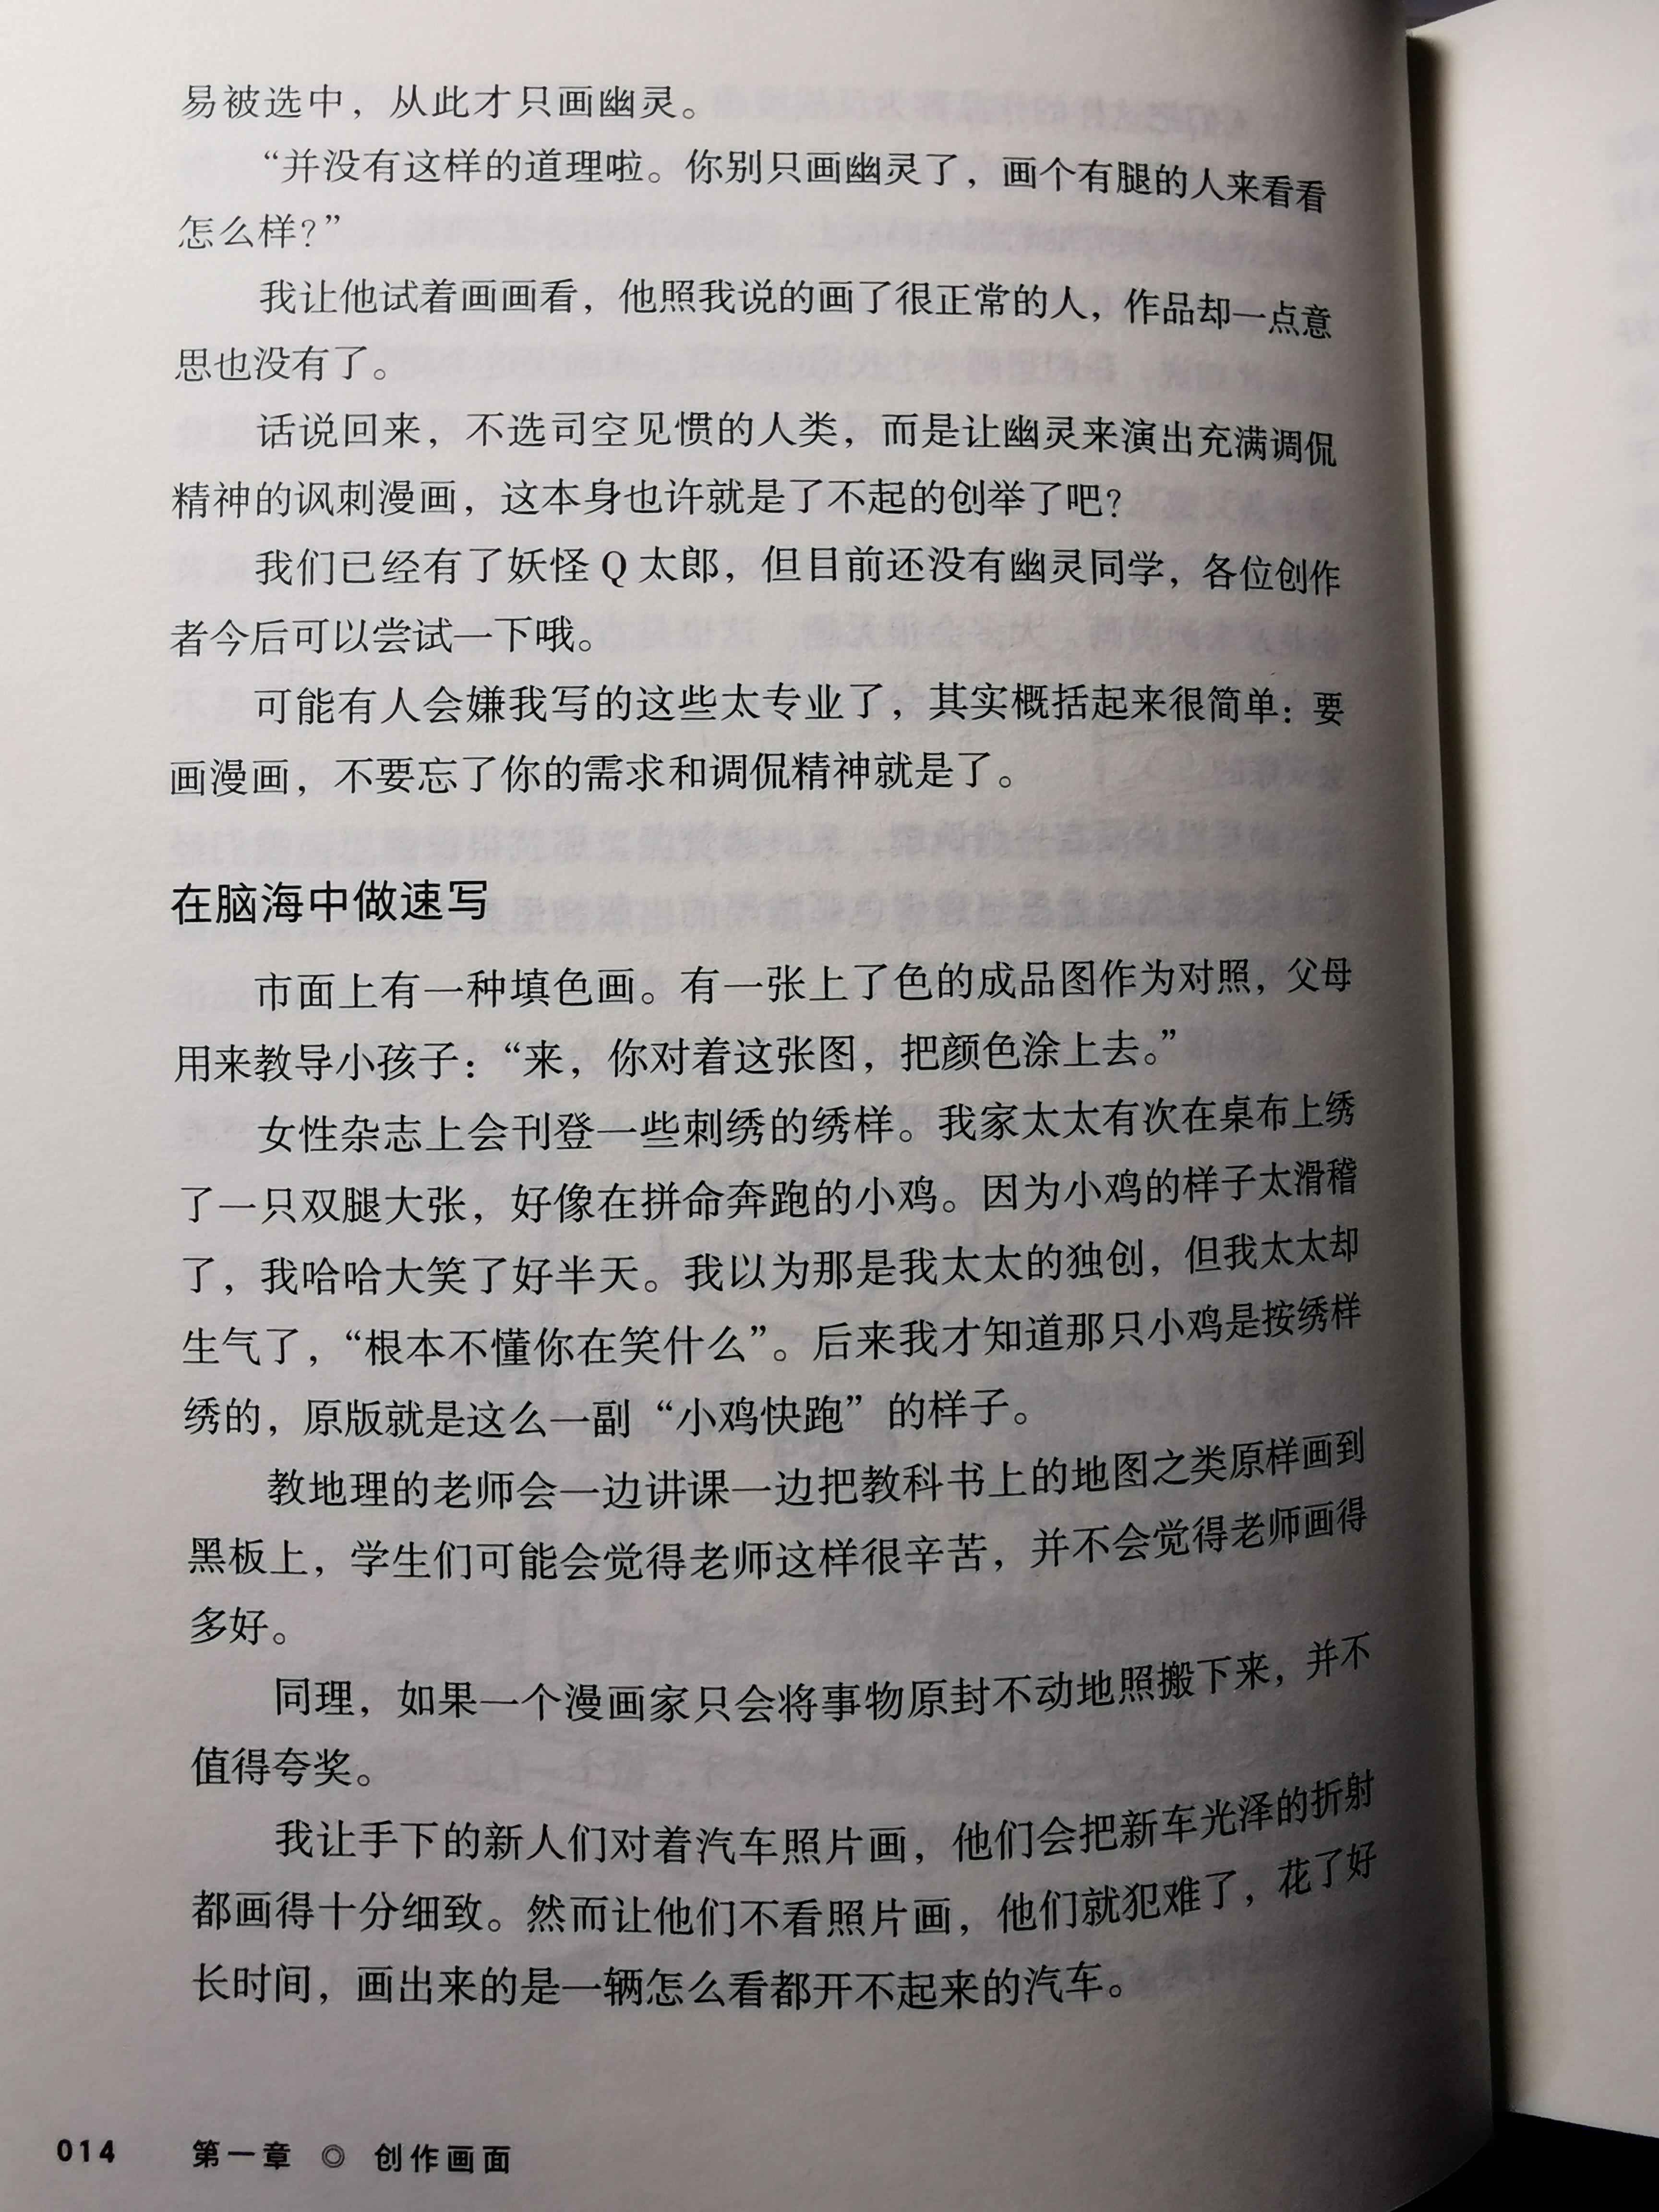 易被选中，从此才只画幽灵。
“并没有这样的道理啦。你别只画幽灵了，画个有腿的人来看看
怎么样？”
我让他试着画画看，他照我说的画了很正常的人，作品却一点意
思也没有了。
话说回来，不选司空见惯的人类，而是让幽灵来演出充满调侃
精神的讽刺漫画，这本身也许就是了不起的创举了吧？
我们已经有了妖怪 Q 太郎，但目前还没有幽灵同学，各位创作
者今后可以尝试一下哦。
可能有人会嫌我写的这些太专业了，其实概括起来很简单：要
画漫画，不要忘了你的需求和调侃精神就是了。
在脑海中做速写
市面上有一种填色画。有一张上了色的成品图作为对照，父母
用来教导小孩子：“来，你对着这张图，把颜色涂上去。”
女性杂志上会刊登一些刺绣的绣样。我家太太有次在桌布上绣
了一只双腿大张，好像在拼命奔跑的小鸡。因为小鸡的样子太滑稽
了，我哈哈大笑了好半天。我以为那是我太太的独创，但我太太却
生气了，“根本不懂你在笑什么”。后来我才知道那只小鸡是按绣样
绣的，原版就是这么一副“小鸡快跑”的样子。
教地理的老师会一边讲课一边把教科书上的地图之类原样画到
黑板上，学生们可能会觉得老师这样很辛苦，并不会觉得老师画得
多好。
同理，如果一个漫画家只会将事物原封不动地照搬下来，并不
值得夸奖。
我让手下的新人们对着汽车照片画，他们会把新车光泽的折射
都画得十分细致。然而让他们不看照片画，他们就犯难了，花了好
长时间，画出来的是一辆怎么看都开不起来的汽车。
014 第一章 ◎ 创作画面